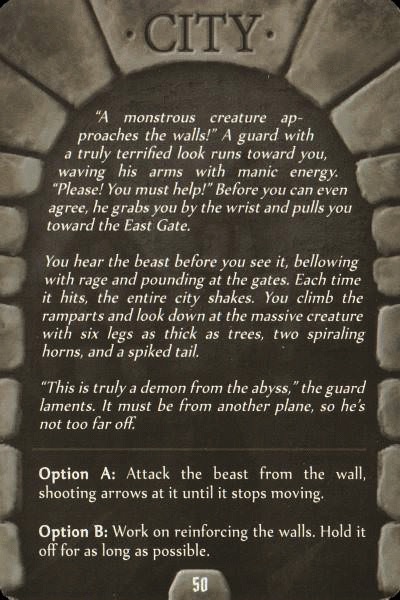 · CITY ·
"A monstrous creature ap-
proaches the walls!" A guard with
a truly terrified look runs toward you,
waving his arms with manic energy.
"Please! You must help!" Before you can even
agree, he grabs you by the wrist and pulls you
toward the East Gate.
You hear the beast before you see it, bellowing
with rage and pounding at the gates. Each time
it hits, the entire city shakes. You climb the
ramparts and look down at the massive creature
with six legs as thick as trees, two spiraling
horns, and a spiked tail.
"This is truly a demon from the abyss," the guard
laments. It must be from another plane, so he's
not too far off.
Option A: Attack the beast from the wall,
shooting arrows at it until it stops moving.
Option B: Work on reinforcing the walls. Hold it
off for as long as possible.
50